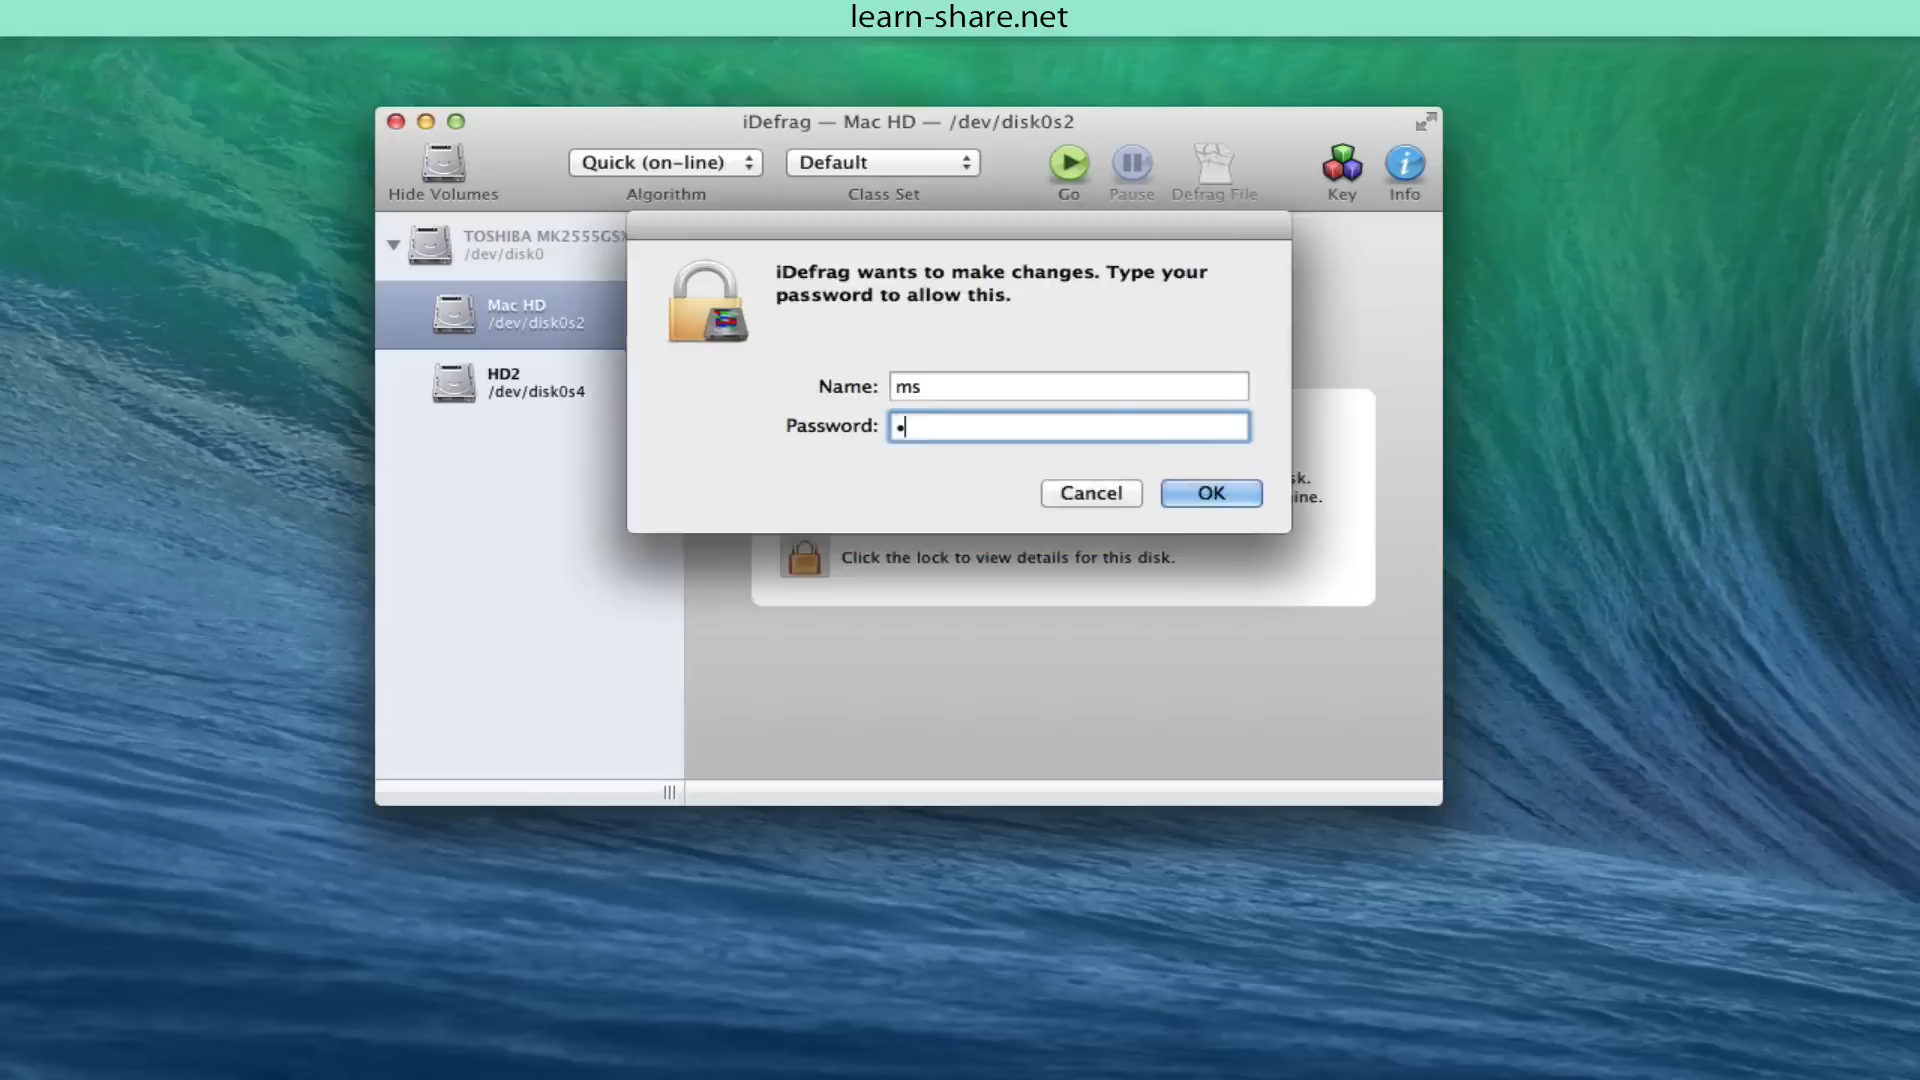 learn-share.net
iDefrag — Mac HD — /dev/disk0s2
Quick (on-line)
Default
Hide Volumes
Algorithm
Class Set
Go
Pause
Defrag File
Key
Info
TOSHIBA MK2555GSX
/dev/disk0
Mac HD
/dev/disk0s2
HD2
/dev/disk0s4
iDefrag wants to make changes. Type your
password to allow this.
Name: ms
Password: •
Cancel
OK
Click the lock to view details for this disk.